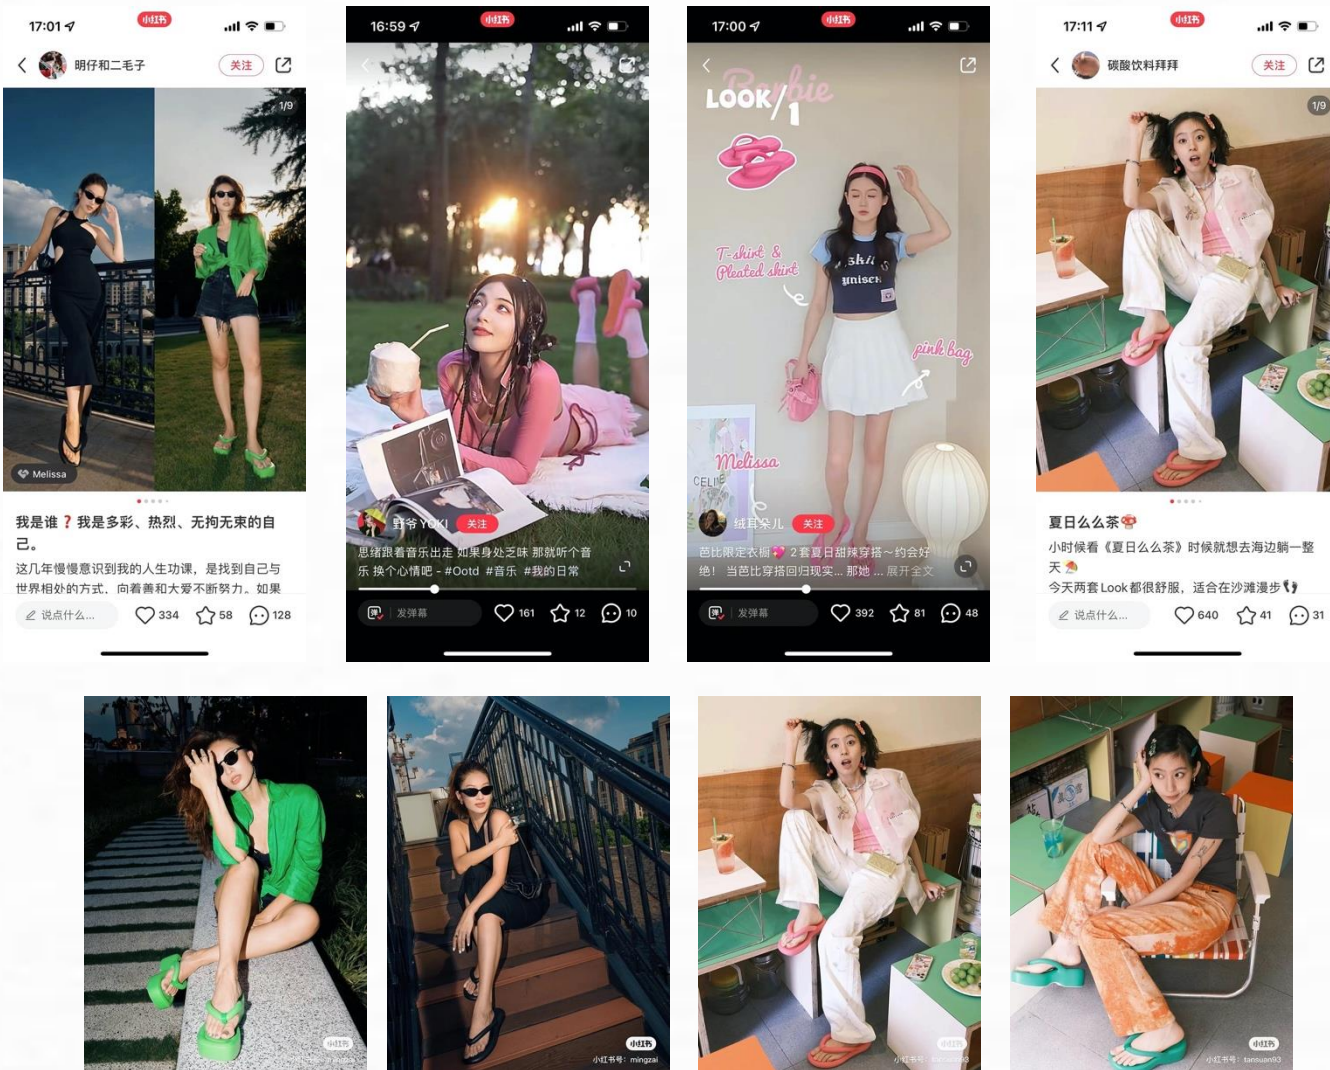 17:01
小红书
明仔和二毛子
关注
1/9
Melissa
我是谁❓我是多彩、热烈、无拘无束的自
己。
这几年慢慢意识到我的人生功课，是找到自己与
世界相处的方式，向着善和大爱不断努力。如果
说点什么...
334
58
128
16:59
小红书
野爷YOKI
关注
思绪跟着音乐出走 如果身处乏味 那就听个音
乐 换个心情吧 - #Ootd #音乐 #我的日常
弹
发弹幕
161
12
10
17:00
小红书
Barbie
LOOK/1
T-shirt &
Pleated skirt
unisex
pink bag
Melissa
CELINE
绒耳朵儿
关注
芭比限定衣橱💖 2套夏日甜辣穿搭～约会好
绝！ 当芭比穿搭回归现实... 那她 ... 展开全文
弹
发弹幕
392
81
48
17:11
小红书
碳酸饮料拜拜
关注
1/9
夏日么么茶
小时候看《夏日么么茶》时候就想去海边躺一整
天⛱️
今天两套Look都很舒服，适合在沙滩漫步👣
说点什么...
640
41
31
小红书
小红书
小红书号：mingzai
小红书
小红书
小红书号：tansuan93